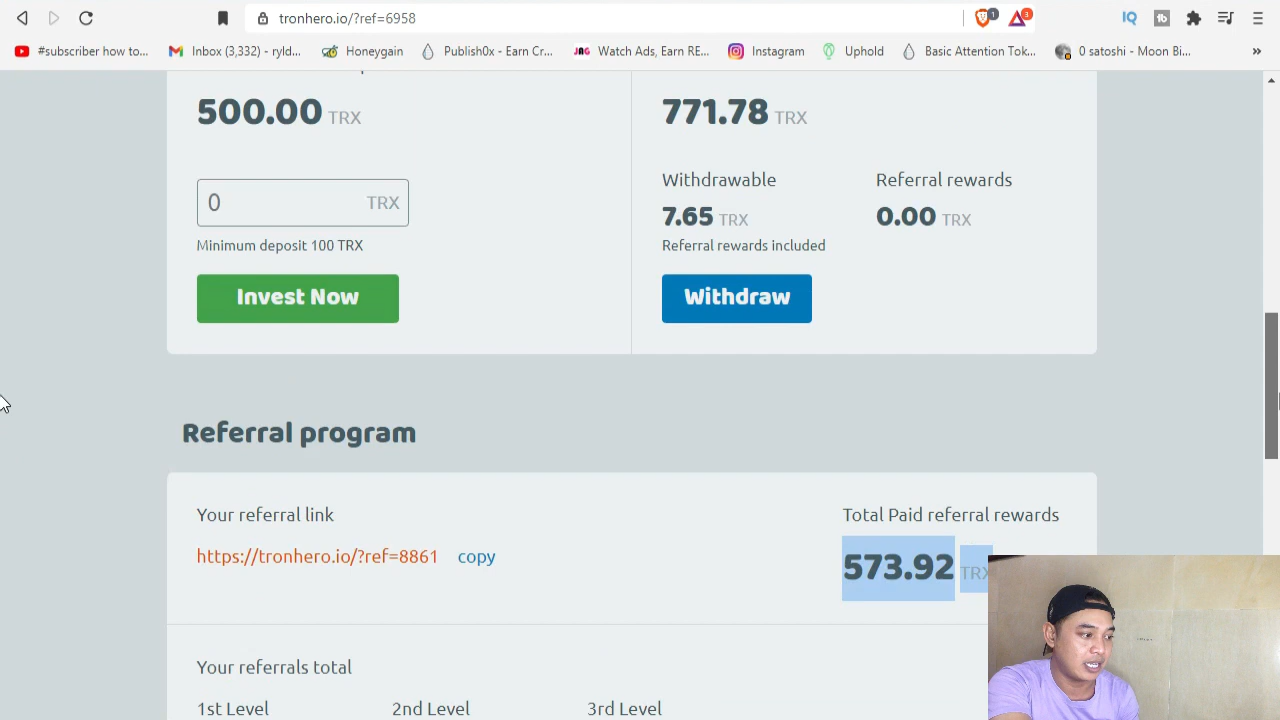 tronhero.io/?ref=6958
1
3
#subscriber how to...
Inbox (3,332) - ryld...
Honeygain
Publish0x - Earn Cr...
Watch Ads, Earn RE...
Instagram
Uphold
Basic Attention Tok...
0 satoshi - Moon Bi...
»
500.00 TRX
0 TRX
Minimum deposit 100 TRX
Invest Now
771.78 TRX
Withdrawable
7.65 TRX
Referral rewards included
Referral rewards
0.00 TRX
Withdraw
Referral program
Your referral link
https://tronhero.io/?ref=8861 copy
Total Paid referral rewards
573.92 TRX
Your referrals total
1st Level 2nd Level 3rd Level